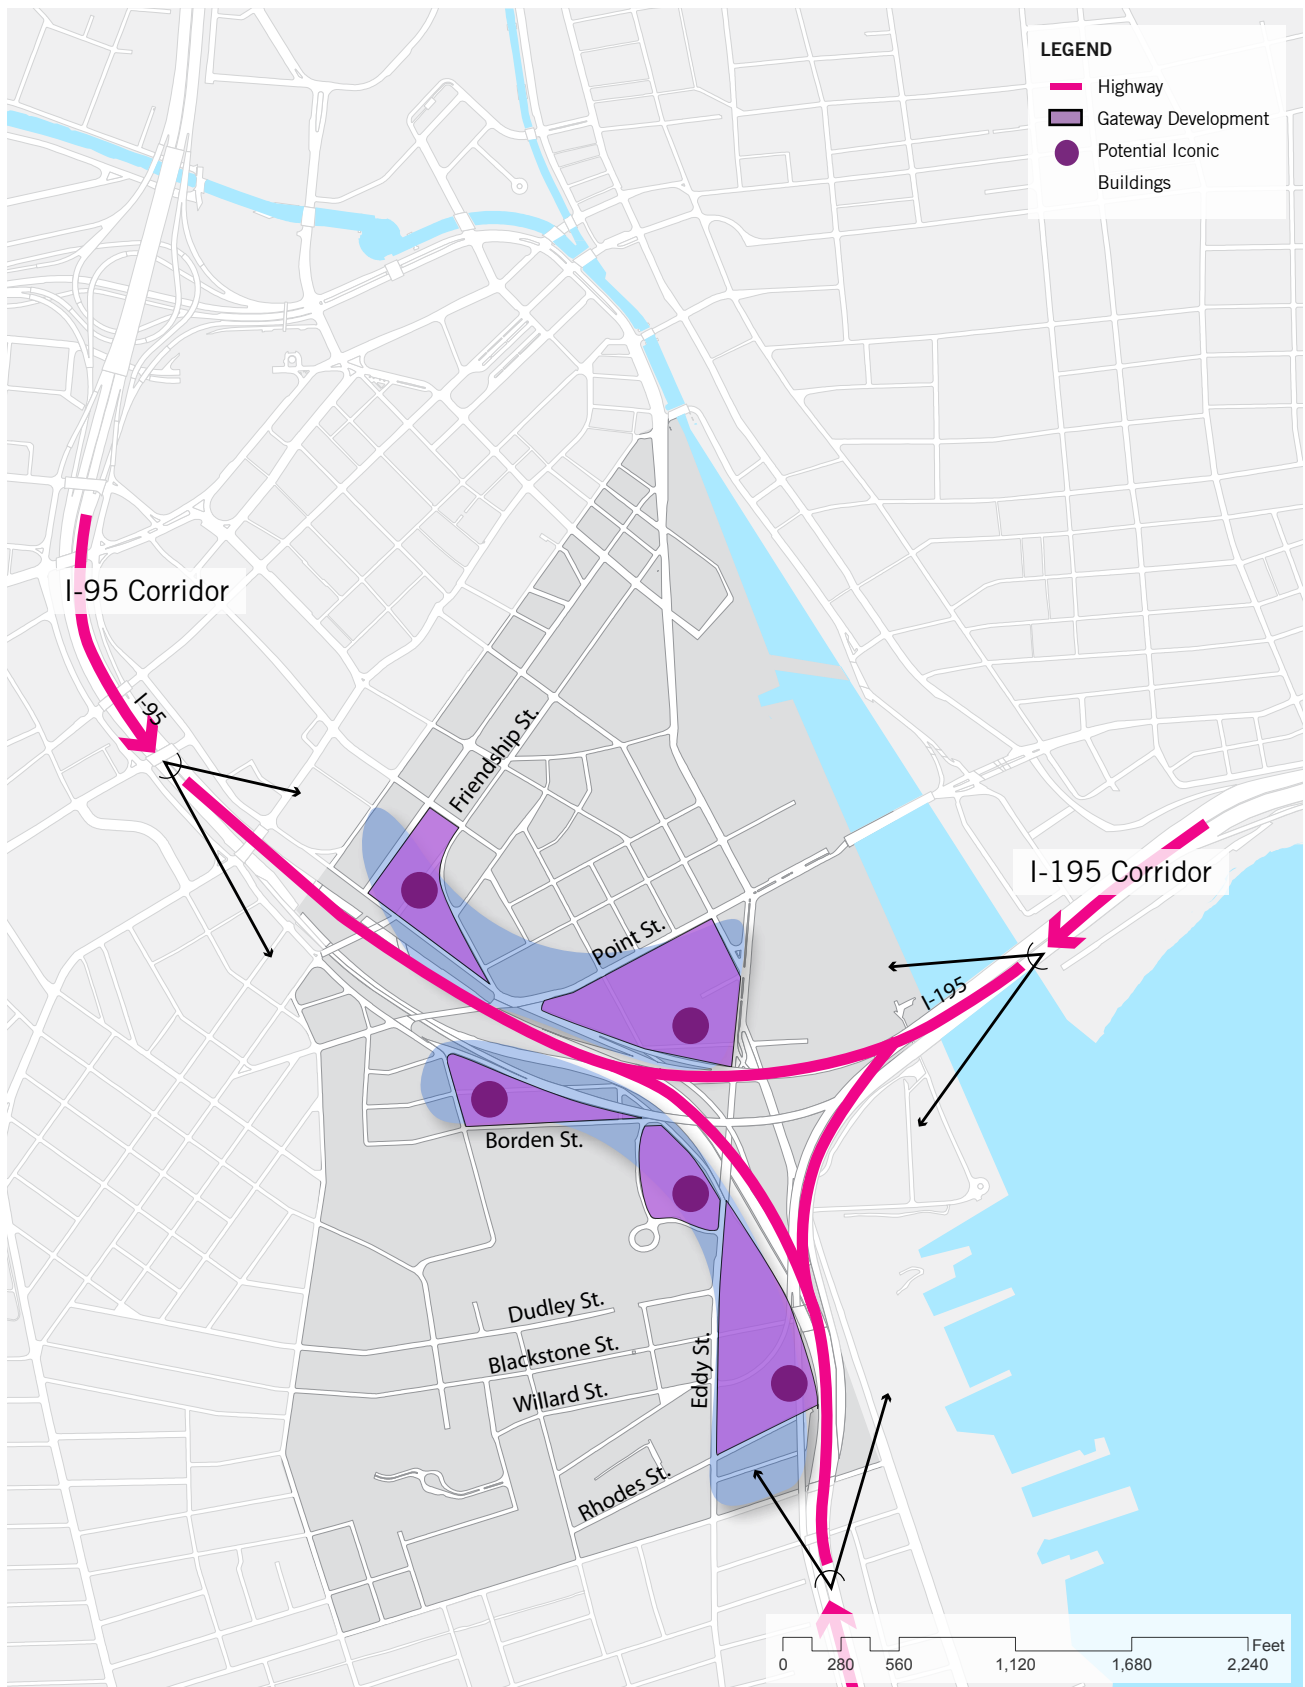 LEGEND
Highway
Gateway Development
Potential Iconic
Buildings
I-95 Corridor
I-95
Friendship St.
I-195 Corridor
Point St.
I-195
Borden St.
Dudley St.
Blackstone St.
Eddy St.
Willard St.
Rhodes St.
Feet
0 280 560 1,120 1,680 2,240